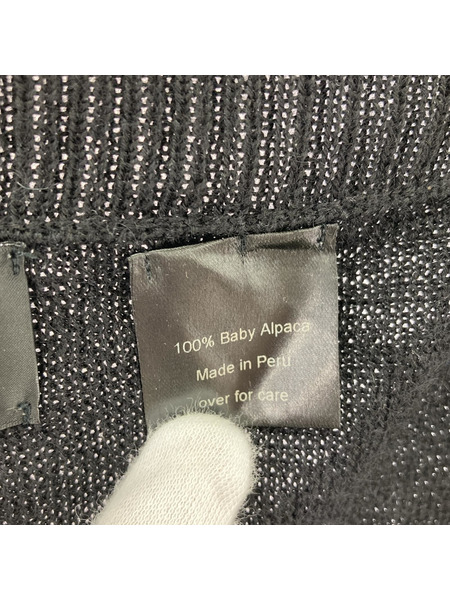 100% Baby Alpaca
Made in Peru
over for care